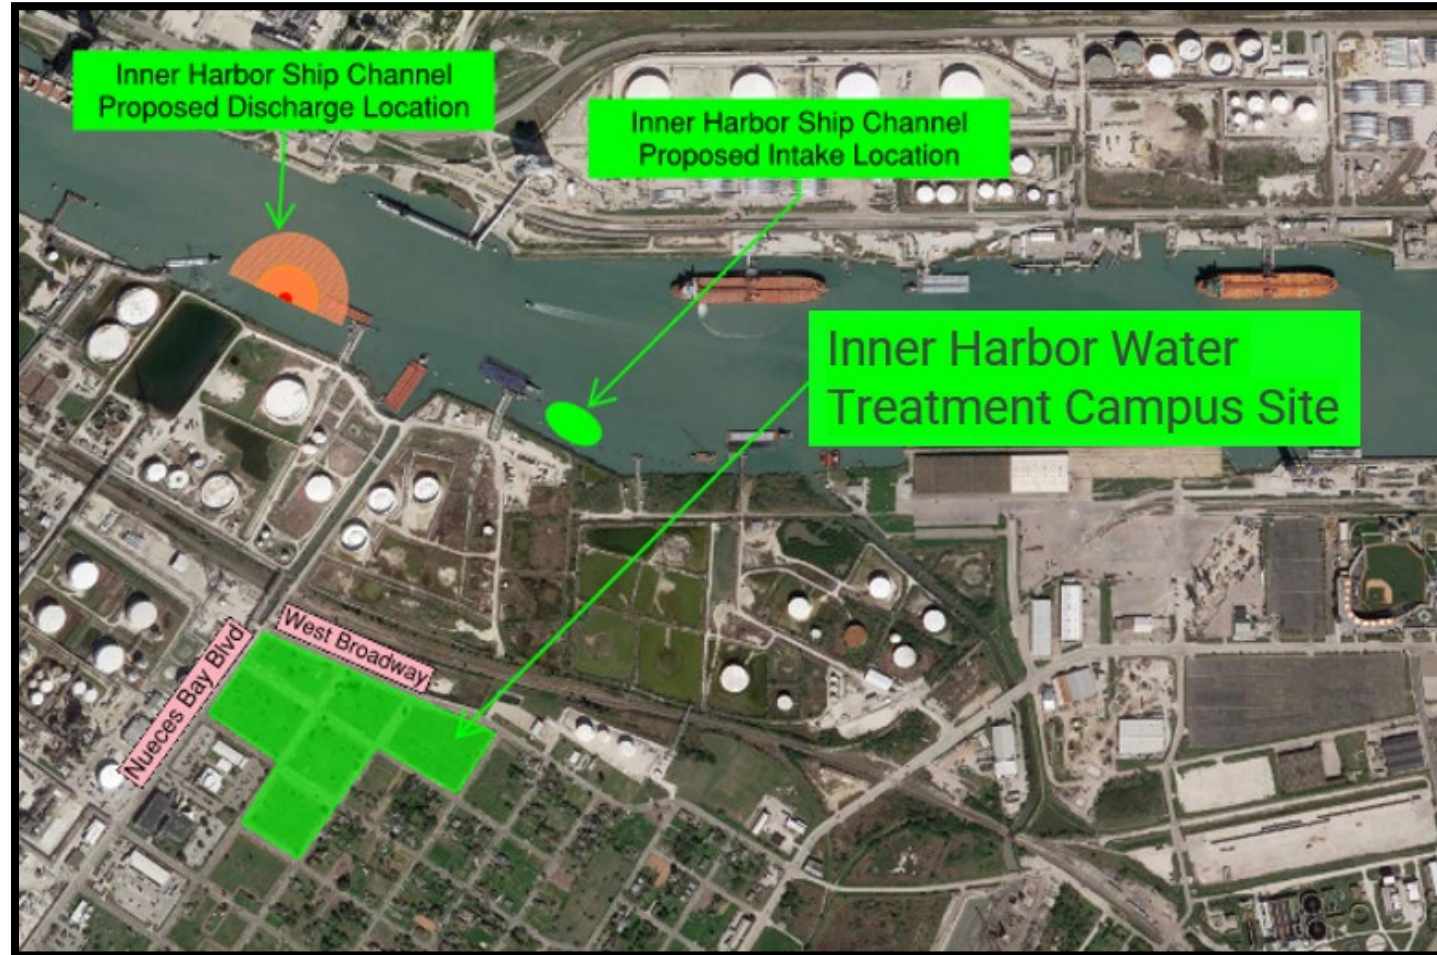 Inner Harbor Ship Channel
Proposed Discharge Location
Inner Harbor Ship Channel
Proposed Intake Location
Inner Harbor Water
Treatment Campus Site
West Broadway
Nueces Bay Blvd